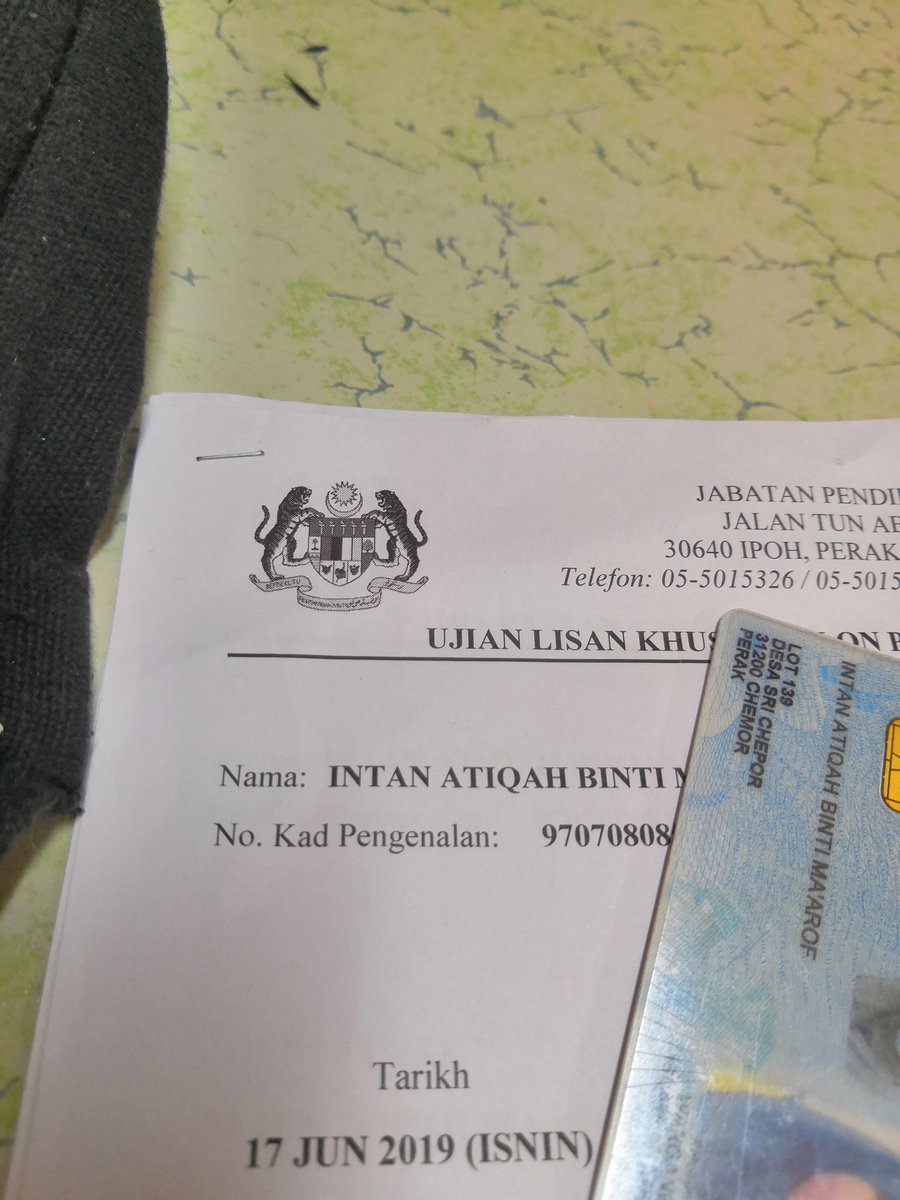 JABATAN PENDI
JALAN TUN
30640 IPOH, PERAK
Telefon: 05-5015326 / 05-5015
UJIAN LISAN KHUS
Nama: INTAN ATIQAH BINTI
No. Kad Pengenalan: 97070808
Tarikh
17 JUN 2019 (ISNIN)
INTAN ATIQAH BINTI MA'AROF
LOT 139
DESA SRI CHEPOR
31200 CHEMOR
PERAK